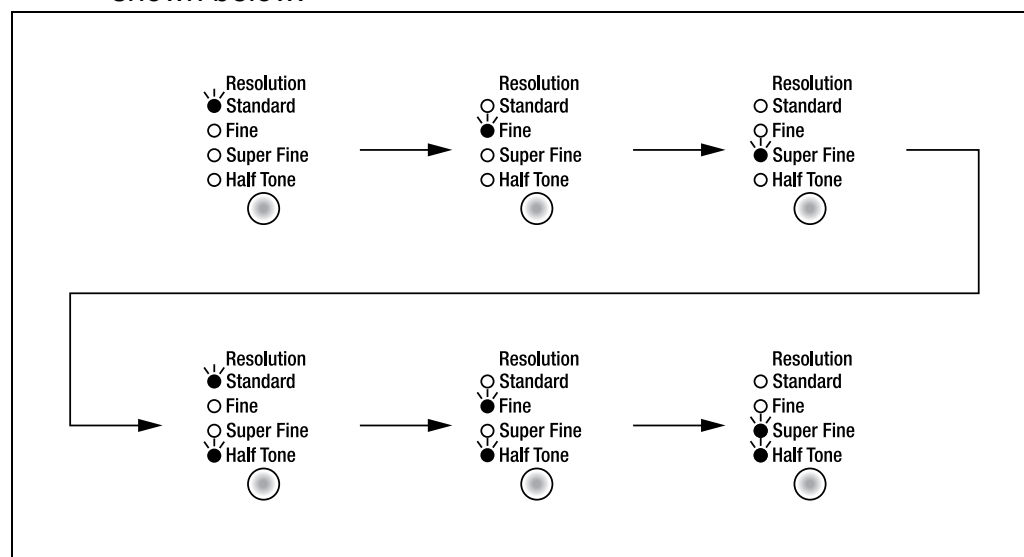 shown below.
Resolution
Standard
Fine
Super Fine
Half Tone
Resolution
Standard
Fine
Super Fine
Half Tone
Resolution
Standard
Fine
Super Fine
Half Tone
Resolution
Standard
Fine
Super Fine
Half Tone
Resolution
Standard
Fine
Super Fine
Half Tone
Resolution
Standard
Fine
Super Fine
Half Tone